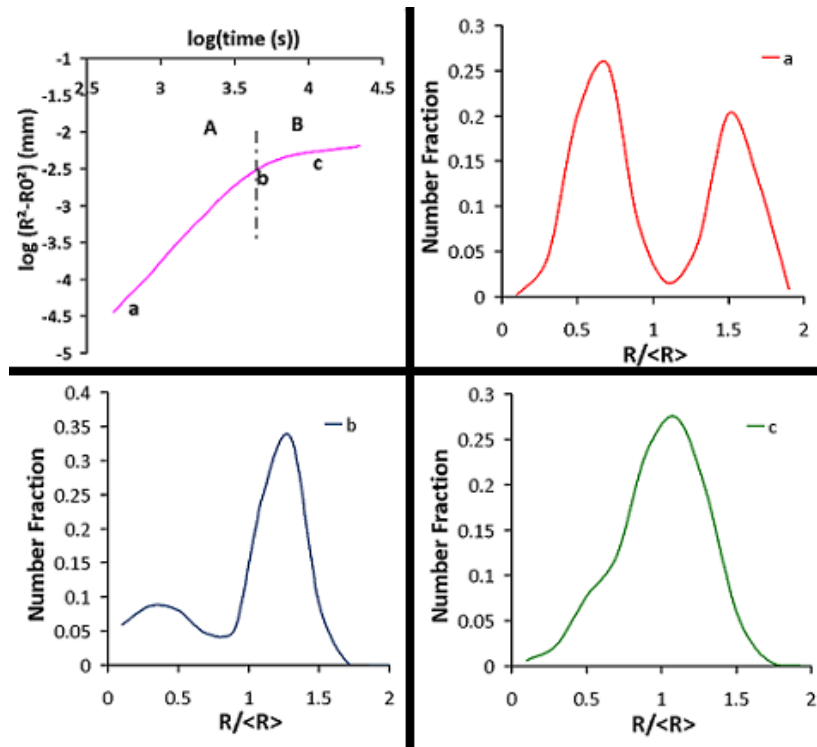 log(time (s))
-1
2.5 3 3.5 4 4.5
-1.5
-2
-2.5
-3
-3.5
-4
-4.5
-5
log (R²-R0²) (mm)
A
B
a
b
c
0.3
0.25
0.2
0.15
0.1
0.05
0
Number Fraction
a
0 0.5 1 1.5 2
R/<R>
0.4
0.35
0.3
0.25
0.2
0.15
0.1
0.05
0
Number Fraction
b
0 0.5 1 1.5 2
R/<R>
0.3
0.25
0.2
0.15
0.1
0.05
0
Number Fraction
c
0 0.5 1 1.5 2
R/<R>